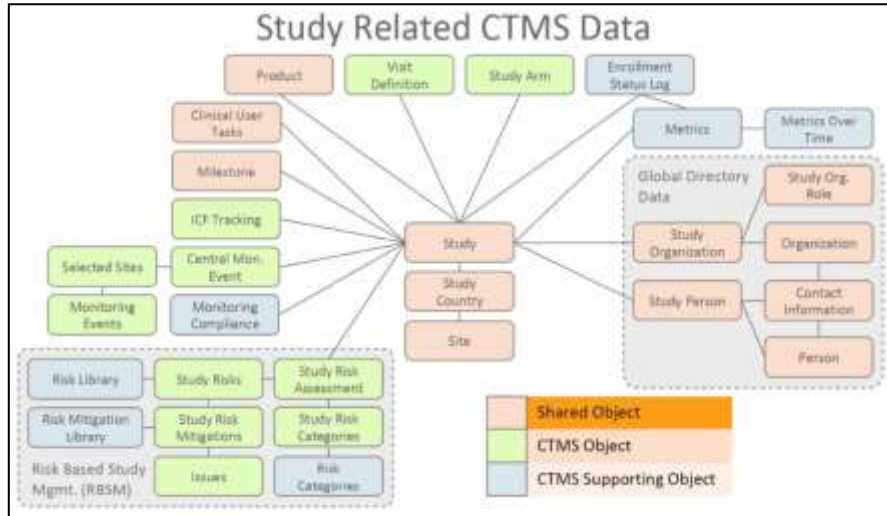 Study Related CTMS Data
Product
Visit
Definition
Study Arm
Enrollment
Status Log
Clinical User
Tasks
Metrics
Metrics Over
Time
Milestone
Global Directory
Data
Study Org.
Role
ICF Tracking
Study
Study
Organization
Organization
Selected Sites
Central Mon.
Event
Study
Country
Study Person
Contact
Information
Monitoring
Events
Monitoring
Compliance
Site
Person
Risk Library
Study Risks
Study Risk
Assessment
Risk Mitigation
Library
Study Risk
Mitigations
Study Risk
Categories
Risk Based Study
Mgmt. (RBSM)
Issues
Risk
Categories
Shared Object
CTMS Object
CTMS Supporting Object